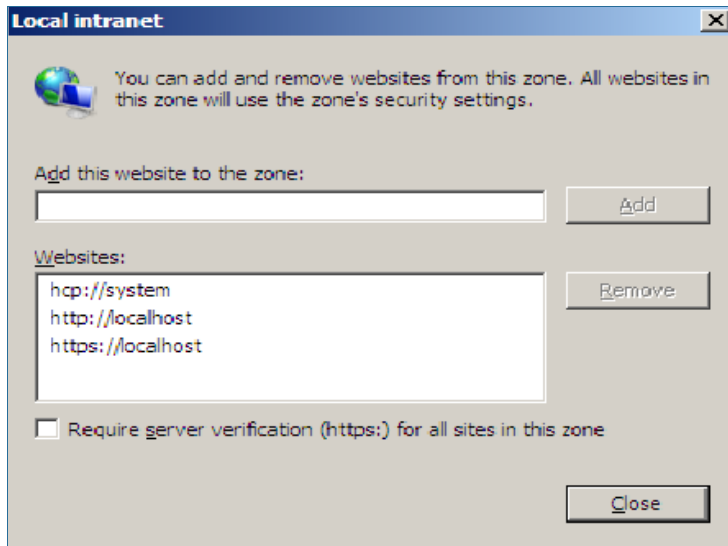 Local intranet
You can add and remove websites from this zone. All websites in
this zone will use the zone's security settings.
Add this website to the zone:
Add
Websites:
hcp://system
http://localhost
https://localhost
Remove
Require server verification (https:) for all sites in this zone
Close